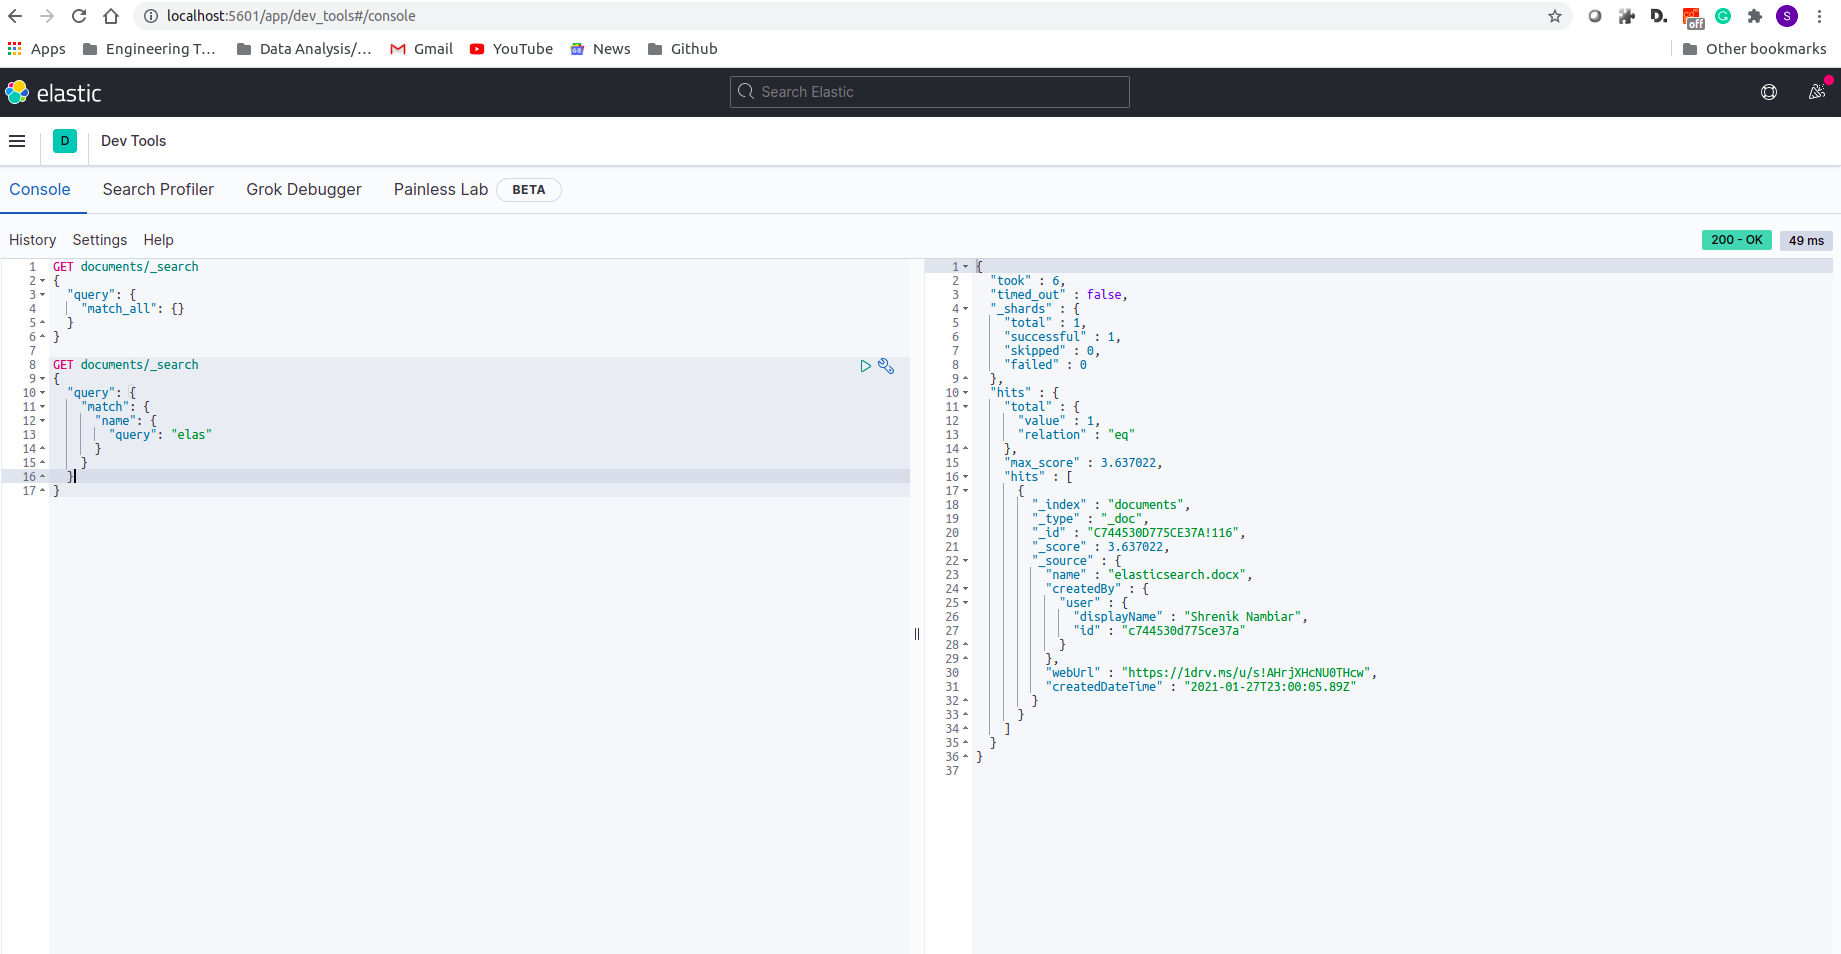 localhost:5601/app/dev_tools#/console
D.
off
S
Apps
Engineering T...
Data Analysis/...
Gmail
YouTube
News
Github
Other bookmarks
elastic
Search Elastic
D
Dev Tools
Console
Search Profiler
Grok Debugger
Painless Lab
BETA
History
Settings
Help
200 - OK
49 ms
1 GET documents/_search
2 {
3 "query": {
4 "match_all": {}
5 }
6 }
7
8 GET documents/_search
9 {
10 "query": {
11 "match": {
12 "name": {
13 "query": "elas"
14 }
15 }
16 }
17 }
1 {
2 "took" : 6,
3 "timed_out" : false,
4 "_shards" : {
5 "total" : 1,
6 "successful" : 1,
7 "skipped" : 0,
8 "failed" : 0
9 },
10 "hits" : {
11 "total" : {
12 "value" : 1,
13 "relation" : "eq"
14 },
15 "max_score" : 3.637022,
16 "hits" : [
17 {
18 "_index" : "documents",
19 "_type" : "_doc",
20 "_id" : "C744530D775CE37A!116",
21 "_score" : 3.637022,
22 "_source" : {
23 "name" : "elasticsearch.docx",
24 "createdBy" : {
25 "user" : {
26 "displayName" : "Shrenik Nambiar",
27 "id" : "c744530d775ce37a"
28 }
29 },
30 "webUrl" : "https://1drv.ms/u/s!AHrjXHcNU0THcw",
31 "createdDateTime" : "2021-01-27T23:00:05.89Z"
32 }
33 }
34 ]
35 }
36 }
37